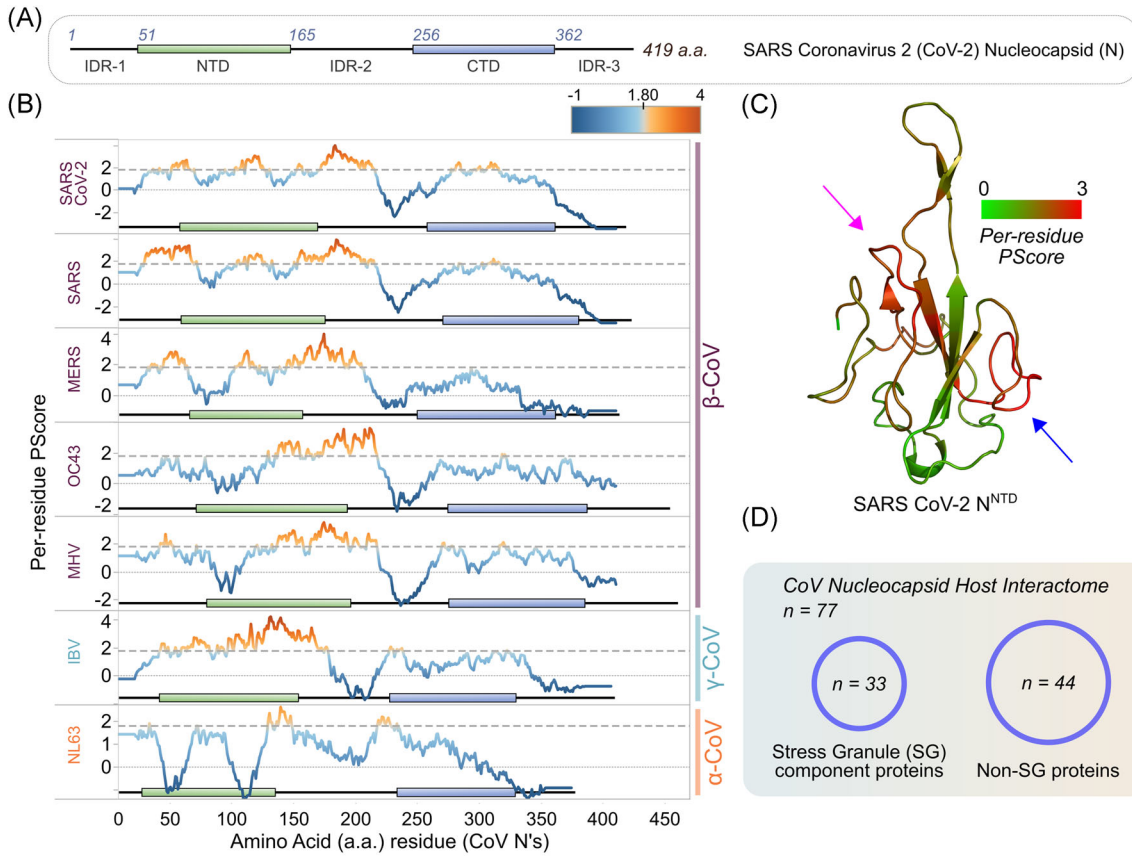 (A)
1 51 165 256 362
419 a.a.
IDR-1 NTD IDR-2 CTD IDR-3
SARS Coronavirus 2 (CoV-2) Nucleocapsid (N)
(B)
-1 1.80 4
Per-residue PScore
SARS
CoV-2
2
0
-2
SARS
2
0
-2
MERS
4
2
0
OC43
2
0
-2
MHV
4
2
0
-2
β-CoV
IBV
4
2
0
γ-CoV
NL63
2
1
0
α-CoV
0 50 100 150 200 250 300 350 400 450
Amino Acid (a.a.) residue (CoV N's)
(C)
0 3
Per-residue
PScore
SARS CoV-2 N^NTD
(D)
CoV Nucleocapsid Host Interactome
n = 77
n = 33
n = 44
Stress Granule (SG)
component proteins
Non-SG proteins